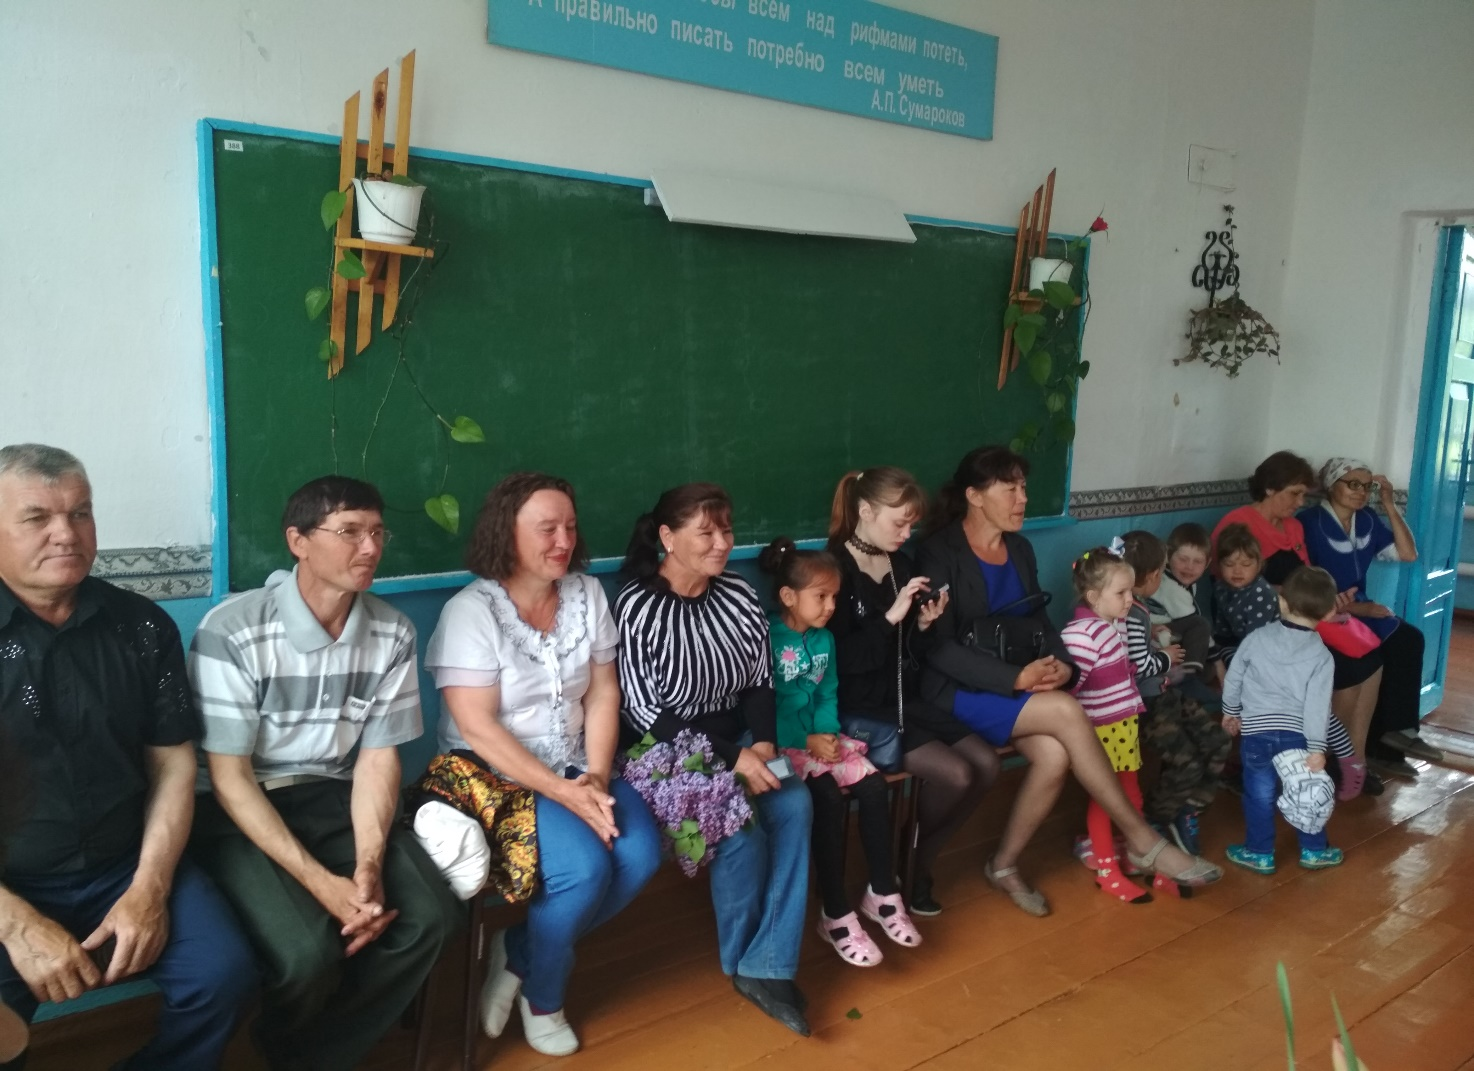 всем над рифмами потеть,
А правильно писать потребно всем уметь
А.П. Сумароков
388